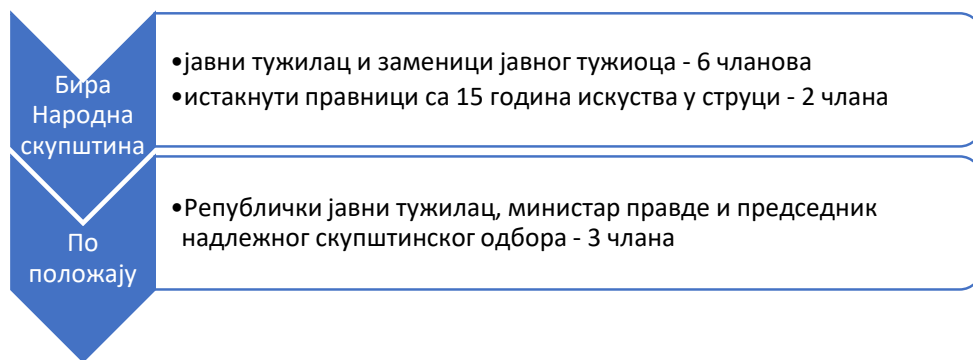 Бира
Народна
скупштина
•јавни тужилац и заменици јавног тужиоца - 6 чланова
•истакнути правници са 15 година искуства у струци - 2 члана
По
положају
•Републички јавни тужилац, министар правде и председник
надлежног скупштинског одбора - 3 члана